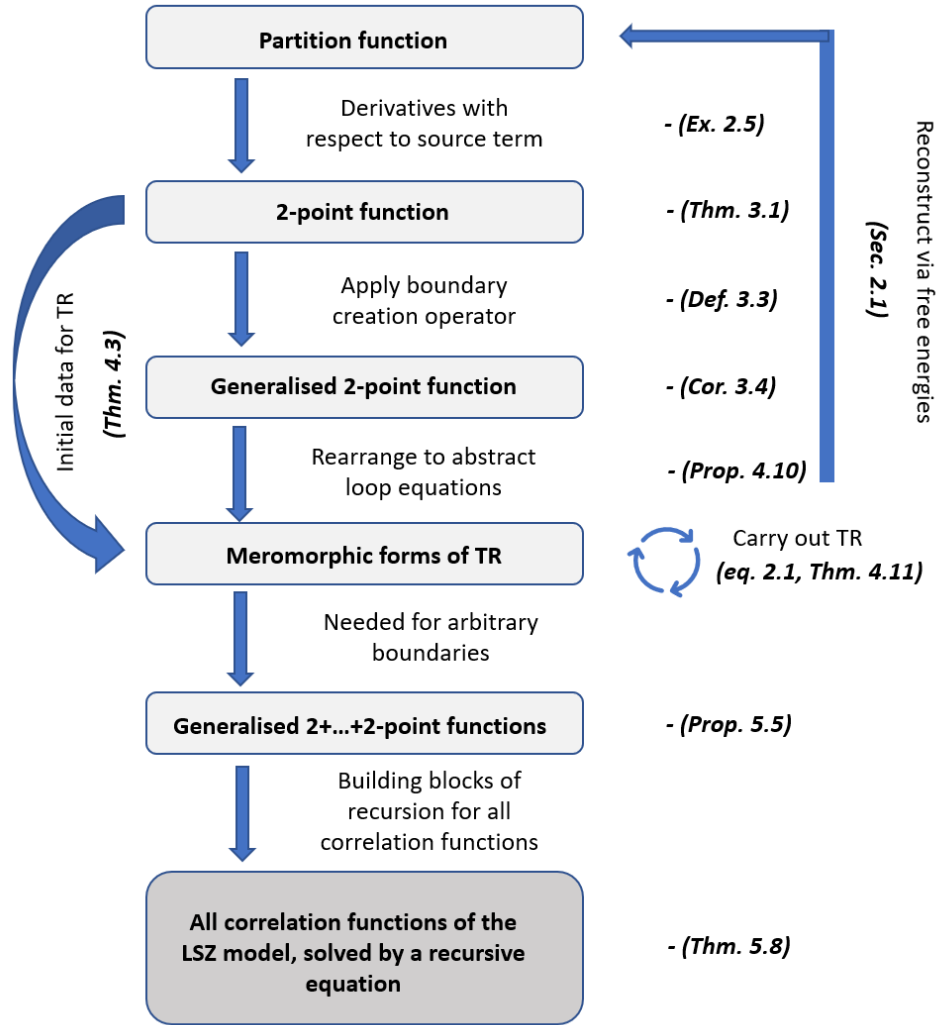 Partition function
Derivatives with
respect to source term
- (Ex. 2.5)
2-point function
- (Thm. 3.1)
Apply boundary
creation operator
- (Def. 3.3)
Generalised 2-point function
- (Cor. 3.4)
Rearrange to abstract
loop equations
- (Prop. 4.10)
Reconstruct via free energies
(Sec. 2.1)
Initial data for TR
(Thm. 4.3)
Meromorphic forms of TR
Carry out TR
(eq. 2.1, Thm. 4.11)
Needed for arbitrary
boundaries
Generalised 2+...+2-point functions
- (Prop. 5.5)
Building blocks of
recursion for all
correlation functions
All correlation functions of the
LSZ model, solved by a recursive
equation
- (Thm. 5.8)